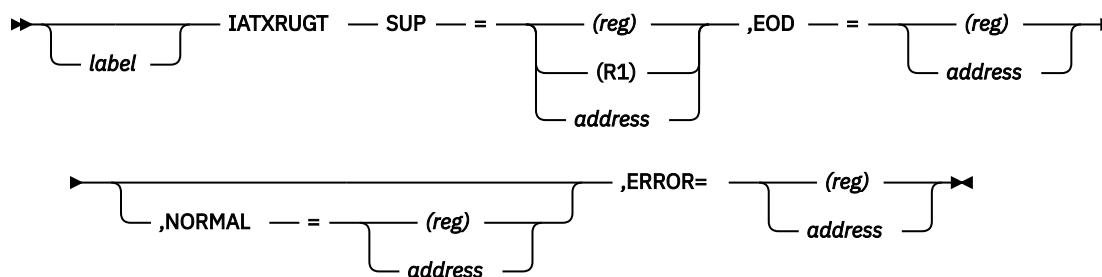 IATXRUGT SUP = (reg) ,EOD = (reg)
label (R1) address
address
,ERROR= (reg)
,NORMAL = (reg) address
address